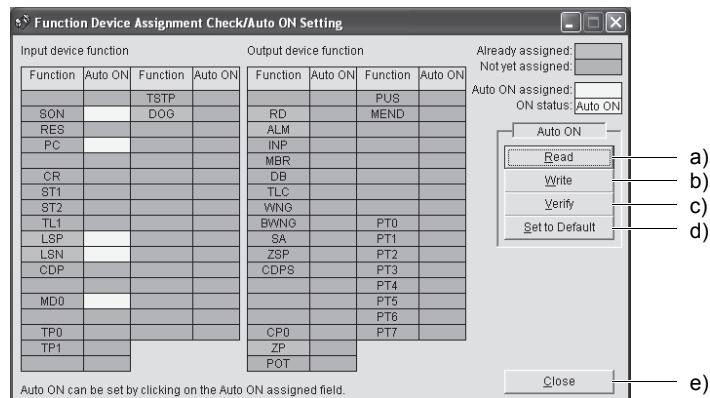 Function Device Assignment Check/Auto ON Setting
Input device function
Output device function
Already assigned:
Not yet assigned:
Auto ON assigned:
ON status: Auto ON
Function Auto ON Function Auto ON Function Auto ON Function Auto ON
TSTP PUS
SON DOG RD MEND
RES ALM
PC INP
MBR
CR DB
ST1 TLC
ST2 WNG
TL1 BWNG PT0
LSP SA PT1
LSN ZSP PT2
CDP CDPS PT3
PT4
MD0 PT5
PT6
TP0 CP0 PT7
TP1 ZP
POT
Auto ON
Read a)
Write b)
Verify c)
Set to Default d)
Close e)
Auto ON can be set by clicking on the Auto ON assigned field.